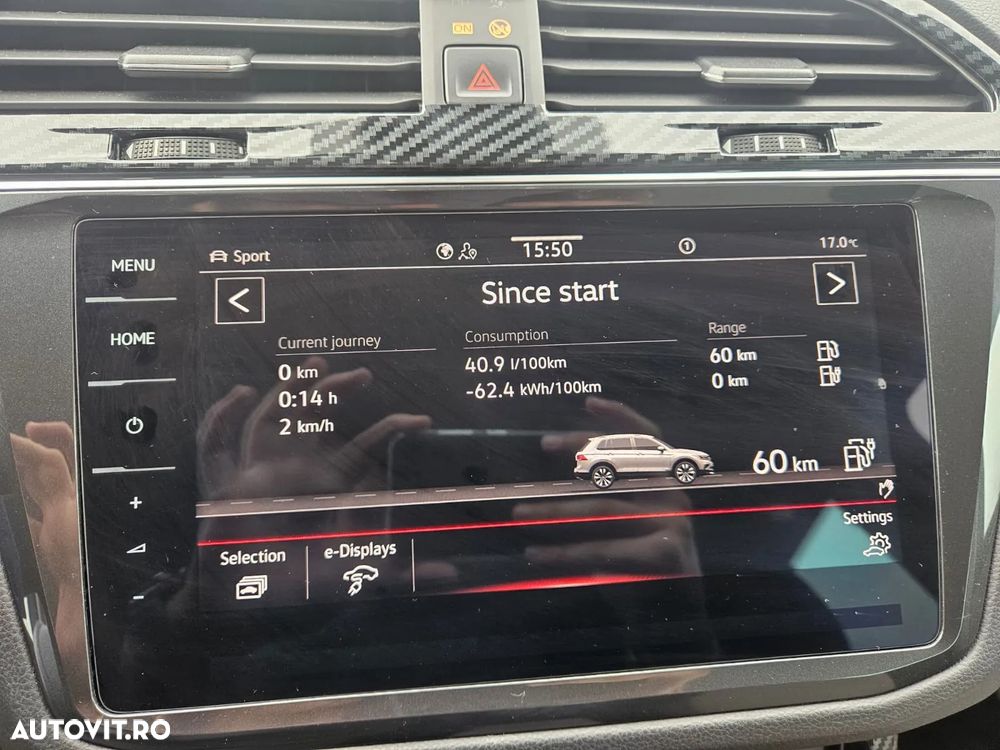 ON
MENU
HOME
+
-
Sport
15:50
1
17.0°C
<
Since start
>
Current journey
0 km
0:14 h
2 km/h
Consumption
40.9 l/100km
-62.4 kWh/100km
Range
60 km
0 km
60 km
Settings
Selection
e-Displays
AUTOVIT.RO